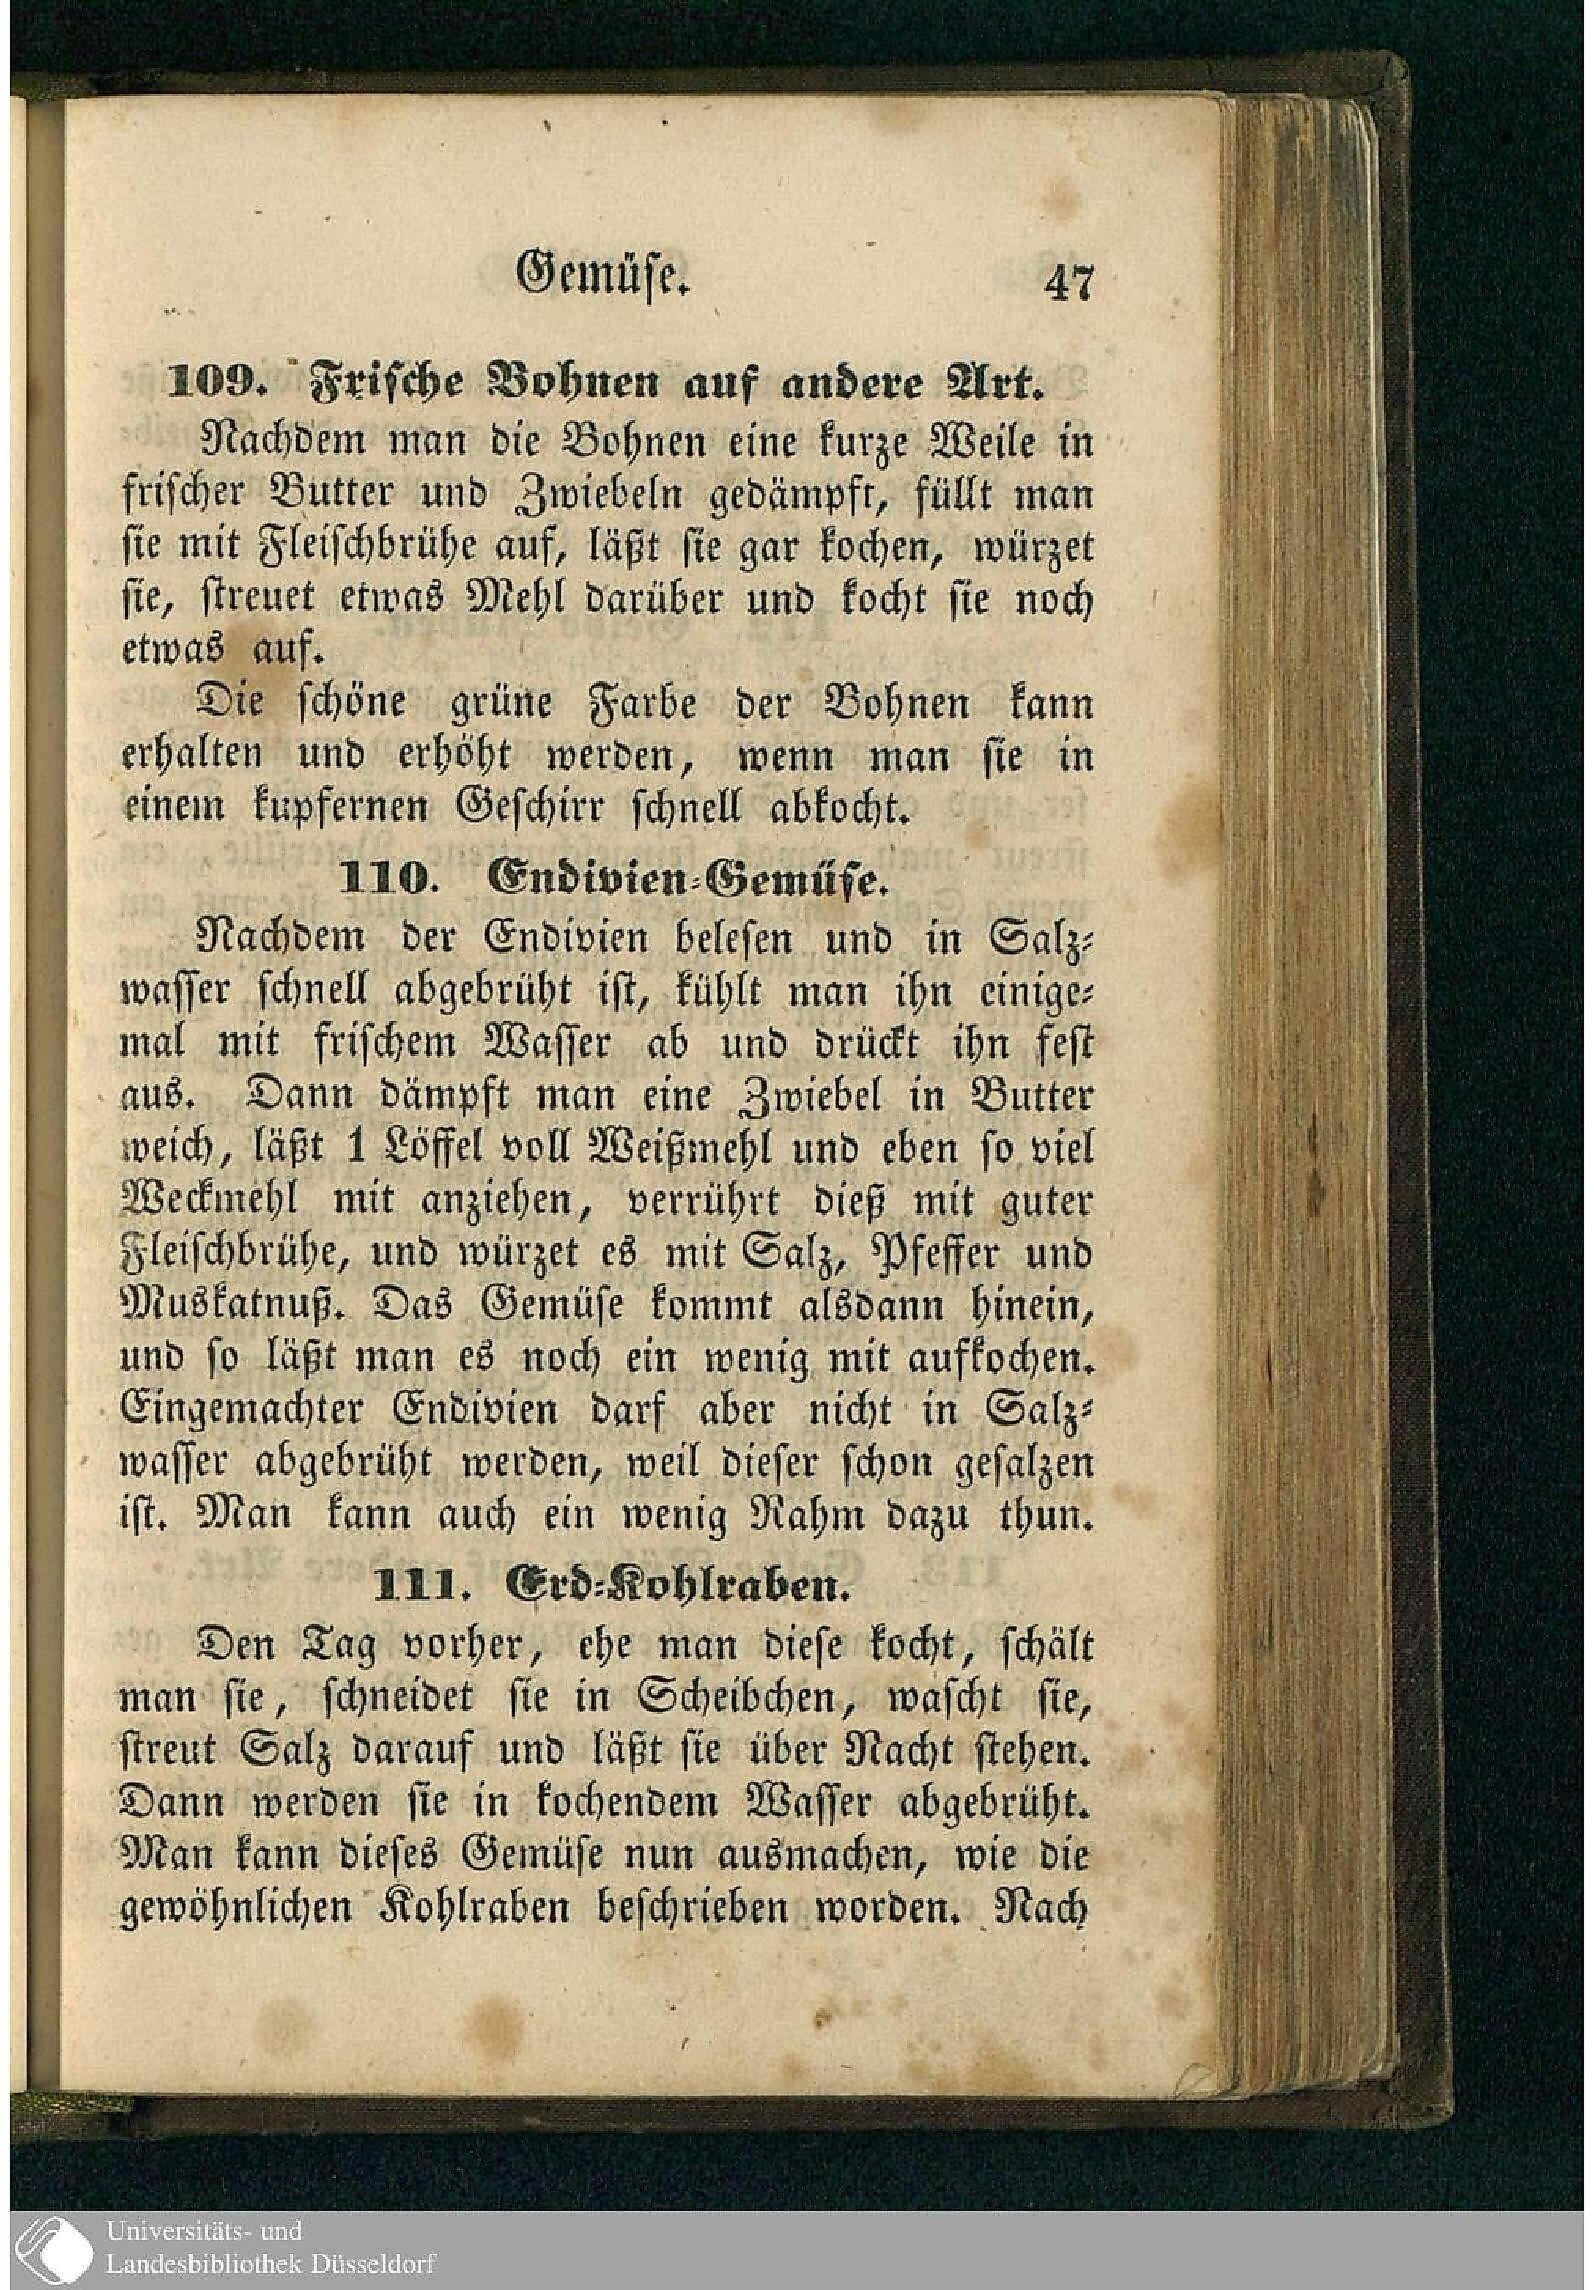 Gemüse. 47
109. Frische Bohnen auf andere Art.
Nachdem man die Bohnen eine kurze Weile in
frischer Butter und Zwiebeln gedämpft, füllt man
sie mit Fleischbrühe auf, läßt sie gar kochen, würzet
sie, streuet etwas Mehl darüber und kocht sie noch
etwas auf.
Die schöne grüne Farbe der Bohnen kann
erhalten und erhöht werden, wenn man sie in
einem kupfernen Geschirr schnell abkocht.
110. Endivien-Gemüse.
Nachdem der Endivien belesen und in Salz-
wasser schnell abgebrüht ist, kühlt man ihn einige-
mal mit frischem Wasser ab und drückt ihn fest
aus. Dann dämpft man eine Zwiebel in Butter
weich, läßt 1 Löffel voll Weißmehl und eben so viel
Weckmehl mit anziehen, verrührt dieß mit guter
Fleischbrühe, und würzet es mit Salz, Pfeffer und
Muskatnuß. Das Gemüse kommt alsdann hinein,
und so läßt man es noch ein wenig mit aufkochen.
Eingemachter Endivien darf aber nicht in Salz-
wasser abgebrüht werden, weil dieser schon gesalzen
ist. Man kann auch ein wenig Rahm dazu thun.
111. Erd-Kohlraben.
Den Tag vorher, ehe man diese kocht, schält
man sie, schneidet sie in Scheibchen, wascht sie,
streut Salz darauf und läßt sie über Nacht stehen.
Dann werden sie in kochendem Wasser abgebrüht.
Man kann dieses Gemüse nun ausmachen, wie die
gewöhnlichen Kohlraben beschrieben worden. Nach
Universitäts- und
Landesbibliothek Düsseldorf